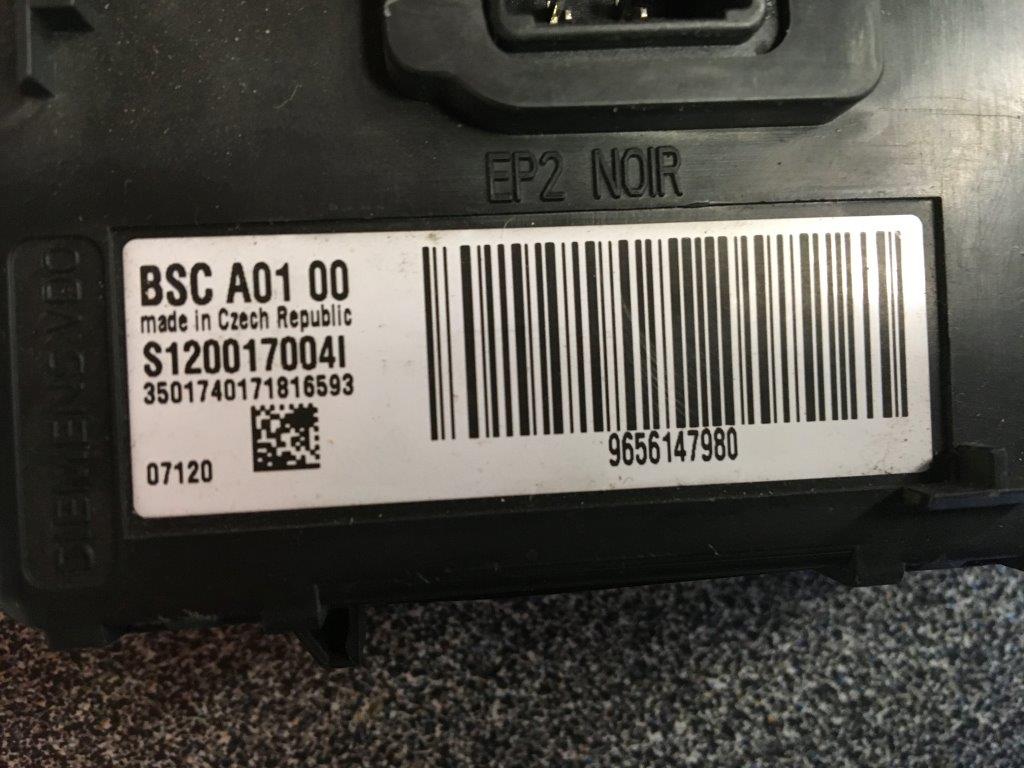 EP2 NOIR
SIEMENS VDO
BSC A01 00
made in Czech Republic
S120017004I
3501740171816593
07120
9656147980